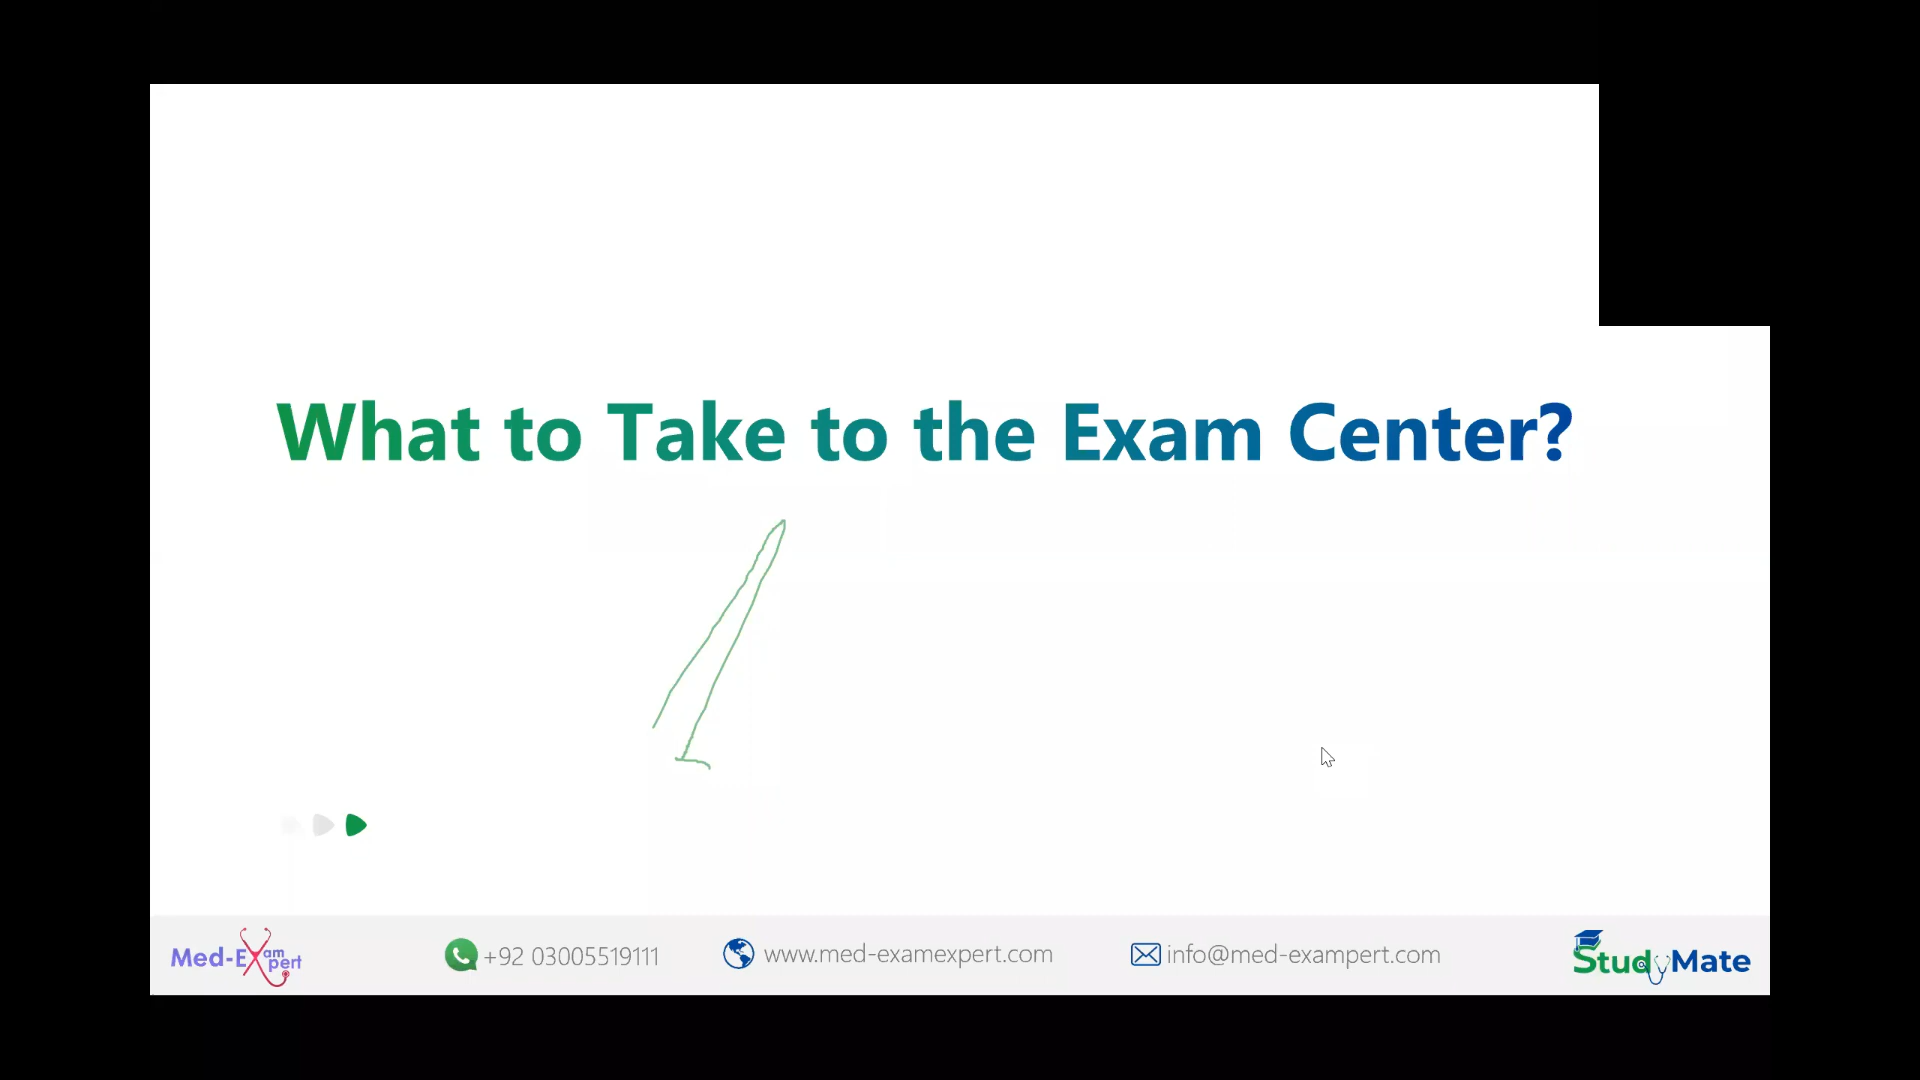 What to Take to the Exam Center?
Med-Exam Expert
+92 03005519111
www.med-examexpert.com
info@med-exampert.com
StudyMate